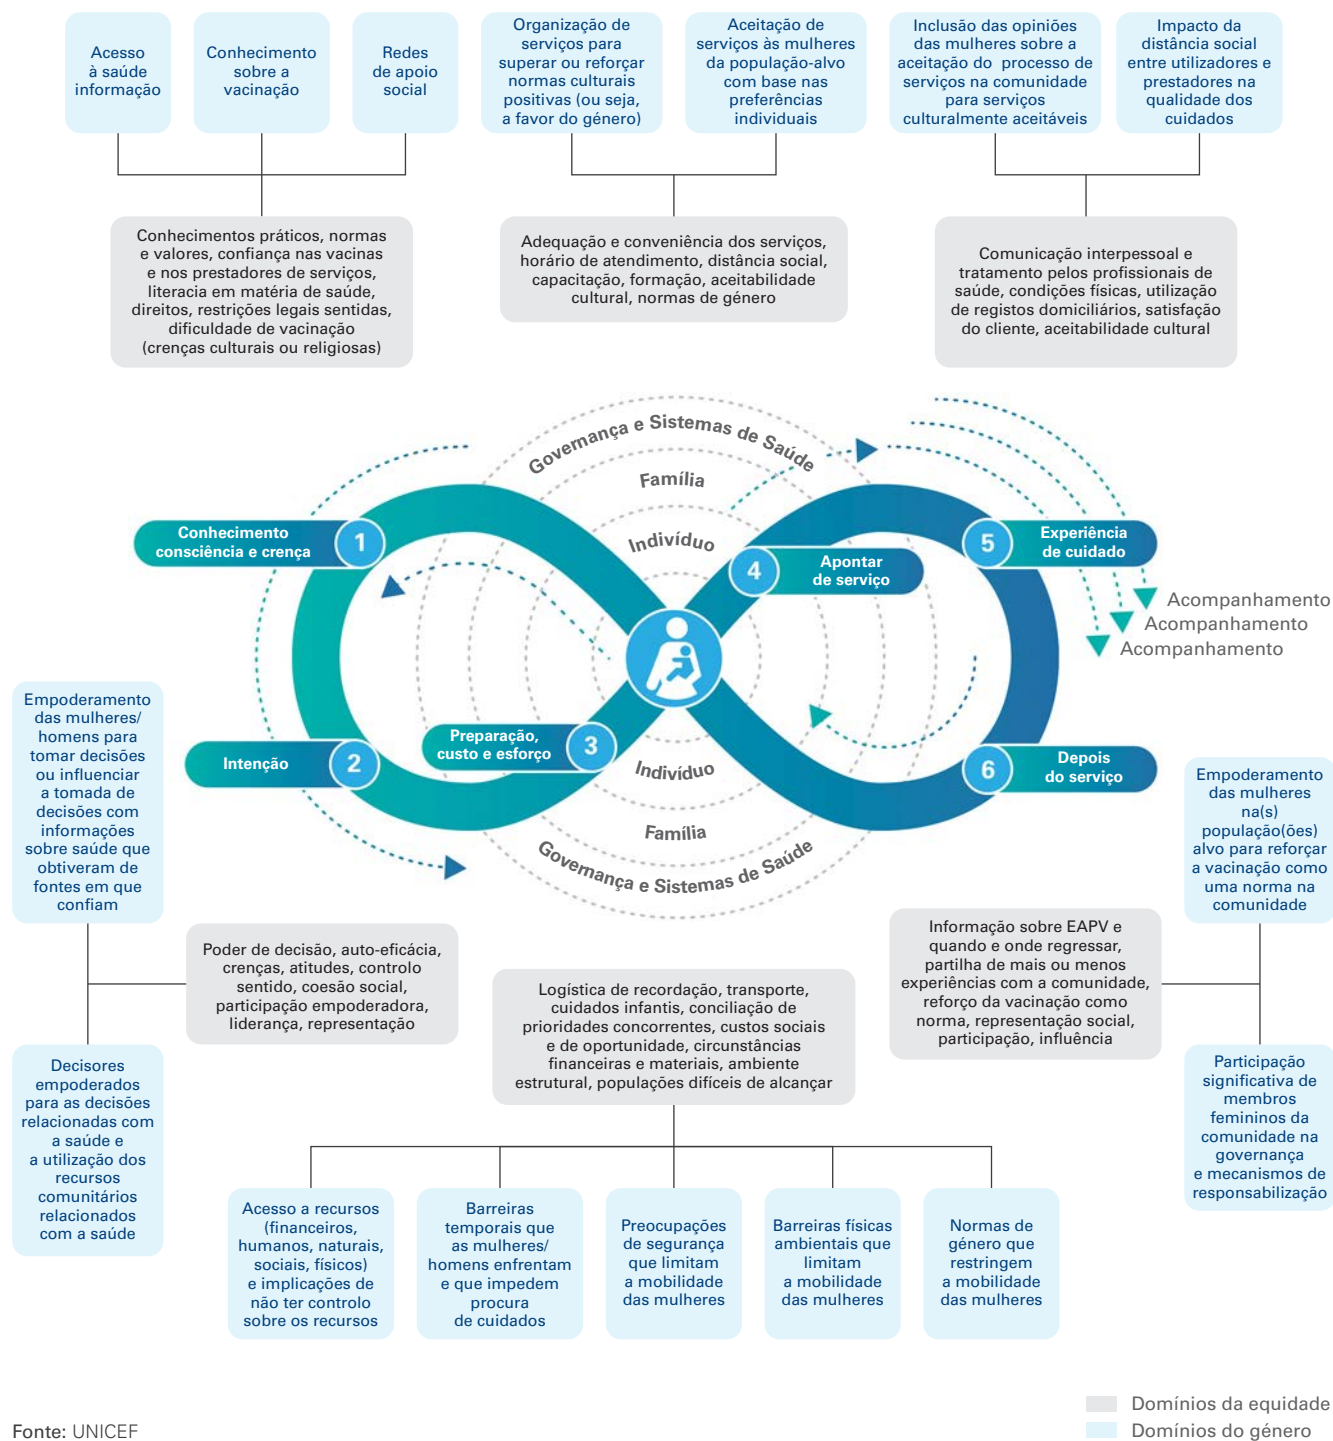 Acesso
à saúde
informação
Conhecimento
sobre a
vacinação
Redes
de apoio
social
Organização de
serviços para
superar ou reforçar
normas culturais
positivas (ou seja,
a favor do género)
Aceitação de
serviços às mulheres
da população-alvo
com base nas
preferências
individuais
Inclusão das opiniões
das mulheres sobre a
aceitação do processo de
serviços na comunidade
para serviços
culturalmente aceitáveis
Impacto da
distância social
entre utilizadores e
prestadores na
qualidade dos
cuidados
Conhecimentos práticos, normas
e valores, confiança nas vacinas
e nos prestadores de serviços,
literacia em matéria de saúde,
direitos, restrições legais sentidas,
dificuldade de vacinação
(crenças culturais ou religiosas)
Adequação e conveniência dos serviços,
horário de atendimento, distância social,
capacitação, formação, aceitabilidade
cultural, normas de género
Comunicação interpessoal e
tratamento pelos profissionais de
saúde, condições físicas, utilização
de registos domiciliários, satisfação
do cliente, aceitabilidade cultural
Governança e Sistemas de Saúde
Família
Indivíduo
Conhecimento
consciência e crença
1
4
Apontar
de serviço
5
Experiência
de cuidado
Acompanhamento
Acompanhamento
Acompanhamento
Intenção
2
Preparação,
custo e esforço
3
6
Depois
do serviço
Indivíduo
Família
Governança e Sistemas de Saúde
Empoderamento
das mulheres/
homens para
tomar decisões
ou influenciar
a tomada de
decisões com
informações
sobre saúde que
obtiveram de
fontes em que
confiam
Poder de decisão, auto-eficácia,
crenças, atitudes, controlo
sentido, coesão social,
participação empoderadora,
liderança, representação
Decisores
empoderados
para as decisões
relacionadas com
a saúde e
a utilização dos
recursos
comunitários
relacionados
com a saúde
Logística de recordação, transporte,
cuidados infantis, conciliação de
prioridades concorrentes, custos sociais
e de oportunidade, circunstâncias
financeiras e materiais, ambiente
estrutural, populações difíceis de alcançar
Informação sobre EAPV e
quando e onde regressar,
partilha de mais ou menos
experiências com a comunidade,
reforço da vacinação como
norma, representação social,
participação, influência
Empoderamento
das mulheres
na(s)
população(ões)
alvo para reforçar
a vacinação como
uma norma na
comunidade
Participação
significativa de
membros
femininos da
comunidade na
governança
e mecanismos de
responsabilização
Acesso a recursos
(financeiros,
humanos, naturais,
sociais, físicos)
e implicações de
não ter controlo
sobre os recursos
Barreiras
temporais que
as mulheres/
homens enfrentam
e que impedem
procura
de cuidados
Preocupações
de segurança
que limitam
a mobilidade
das mulheres
Barreiras físicas
ambientais que
limitam
a mobilidade
das mulheres
Normas de
género que
restringem
a mobilidade
das mulheres
Domínios da equidade
Domínios do género
Fonte: UNICEF